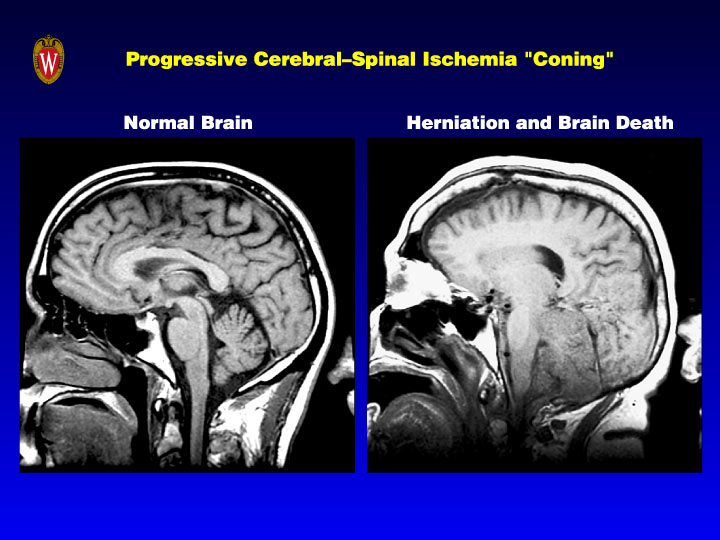 W
Progressive Cerebral–Spinal Ischemia "Coning"
Normal Brain
Herniation and Brain Death